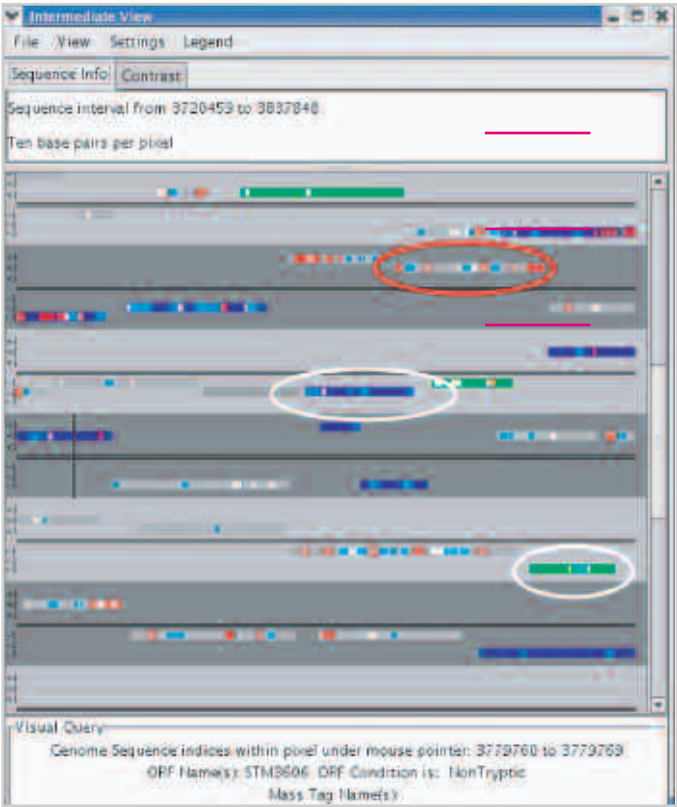 Intermediate View
File View Settings Legend
Sequence Info Contrast
Sequence interval from 3720459 to 3837848
Ten base pairs per pixel
Visual Query:
Genome Sequence indices within pixel under mouse pointer: 3779760 to 3779769
ORF Name(s): STM3606 ORF Condition is: NonTryptic
Mass Tag Name(s)